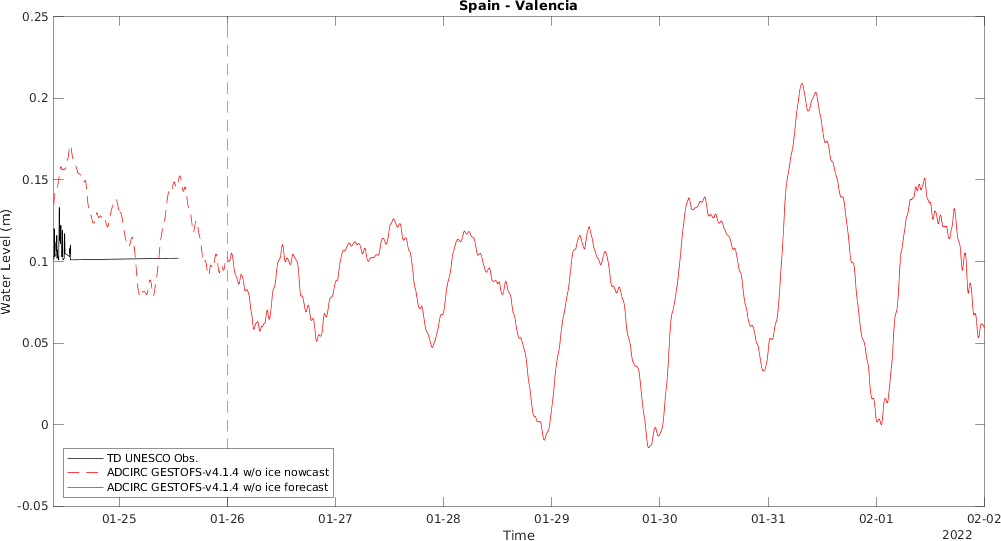 Spain - Valencia
Water Level (m)
0.25
0.2
0.15
0.1
0.05
0
-0.05
TD UNESCO Obs.
ADCIRC GESTOFS-v4.1.4 w/o ice nowcast
ADCIRC GESTOFS-v4.1.4 w/o ice forecast
01-25 01-26 01-27 01-28 01-29 01-30 01-31 02-01 02-02
Time
2022